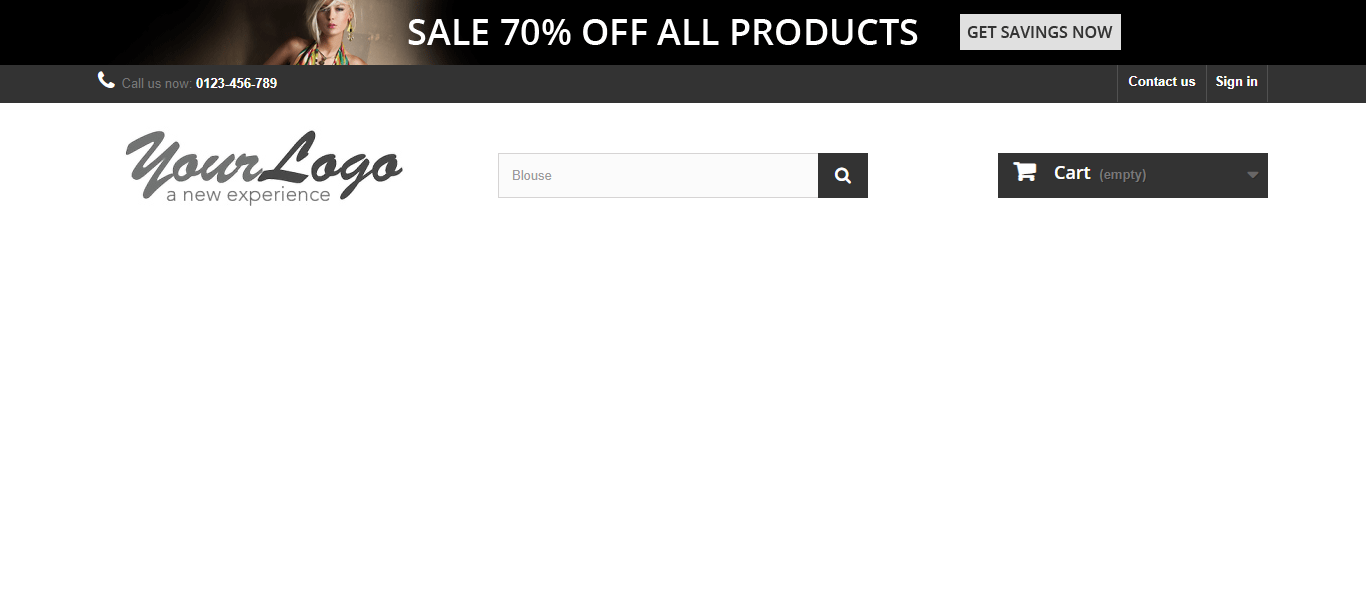 SALE 70% OFF ALL PRODUCTS
GET SAVINGS NOW
Call us now: 0123-456-789
Contact us
Sign in
YourLogo
a new experience
Blouse
Cart (empty)